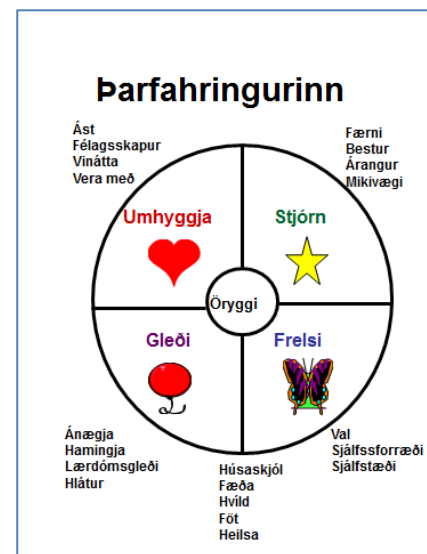 Þarfahringurinn
Ást
Félagsskapur
Vinátta
Vera með
Færni
Bestur
Árangur
Mikivægi
Umhyggja
Stjórn
Öryggi
Gleði
Frelsi
Ánægja
Hamingja
Lærdómsgleði
Hlátur
Húsaskjól
Fæða
Hvíld
Föt
Heilsa
Val
Sjálfssforræði
Sjálfstæði